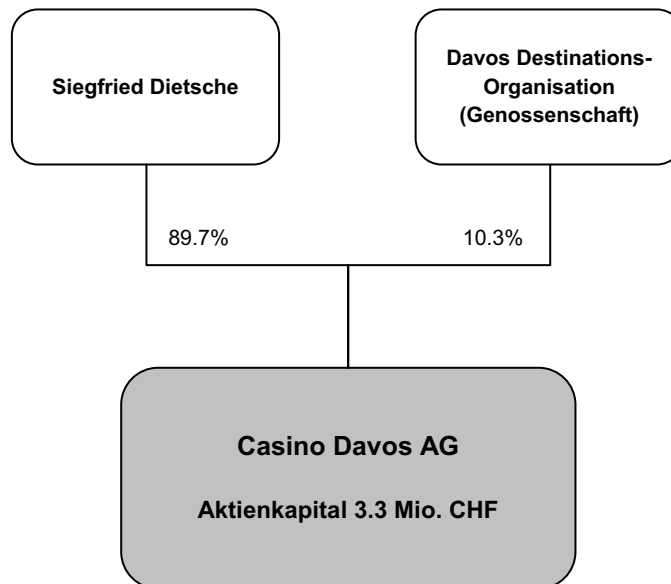 Siegfried Dietsche
Davos Destinations-
Organisation
(Genossenschaft)
89.7%
10.3%
Casino Davos AG
Aktienkapital 3.3 Mio. CHF